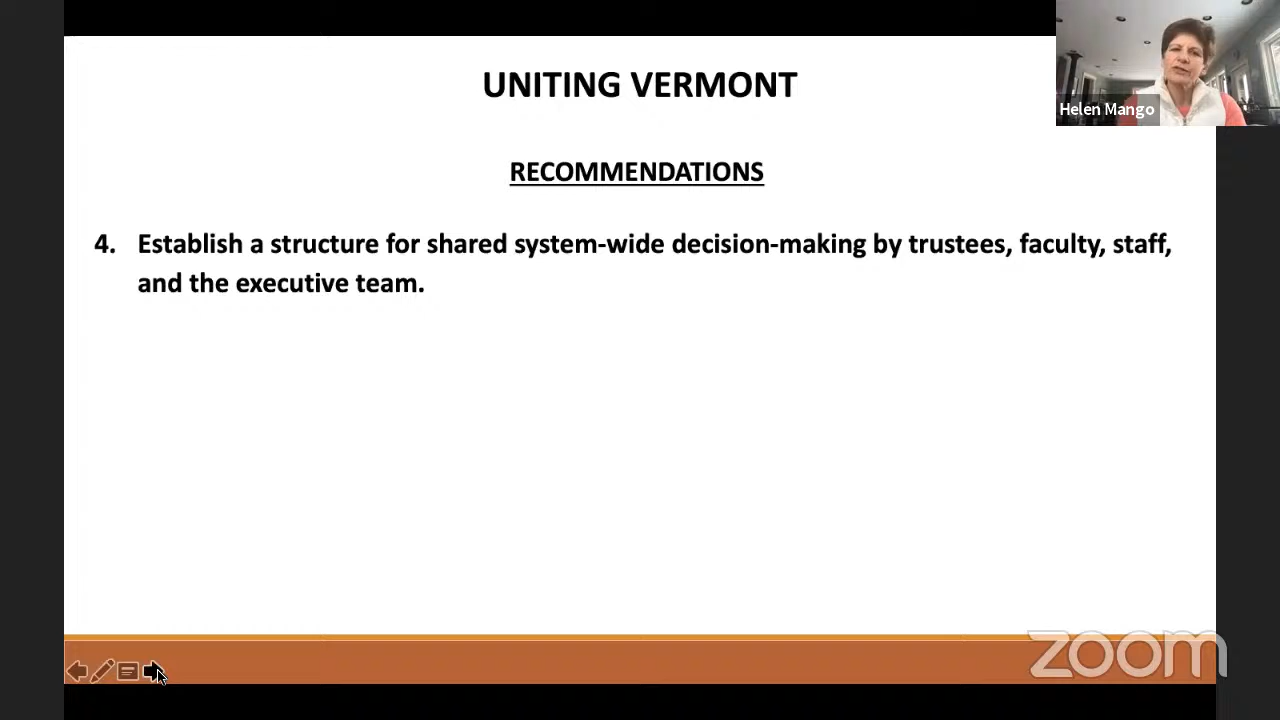 UNITING VERMONT
Helen Mango
RECOMMENDATIONS
4. Establish a structure for shared system-wide decision-making by trustees, faculty, staff,
and the executive team.
zoom